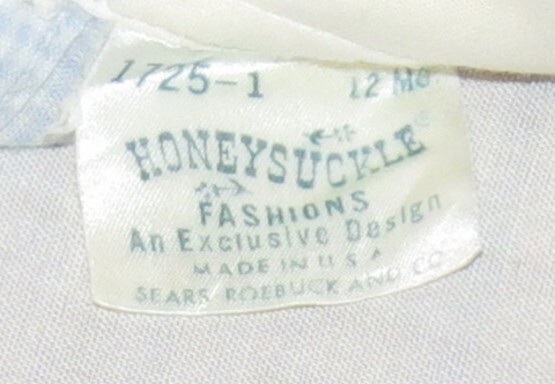 1725-1 12 Mo.
HONEYSUCKLE®
FASHIONS
An Exclusive Design
MADE IN U S A
SEARS, ROEBUCK AND CO